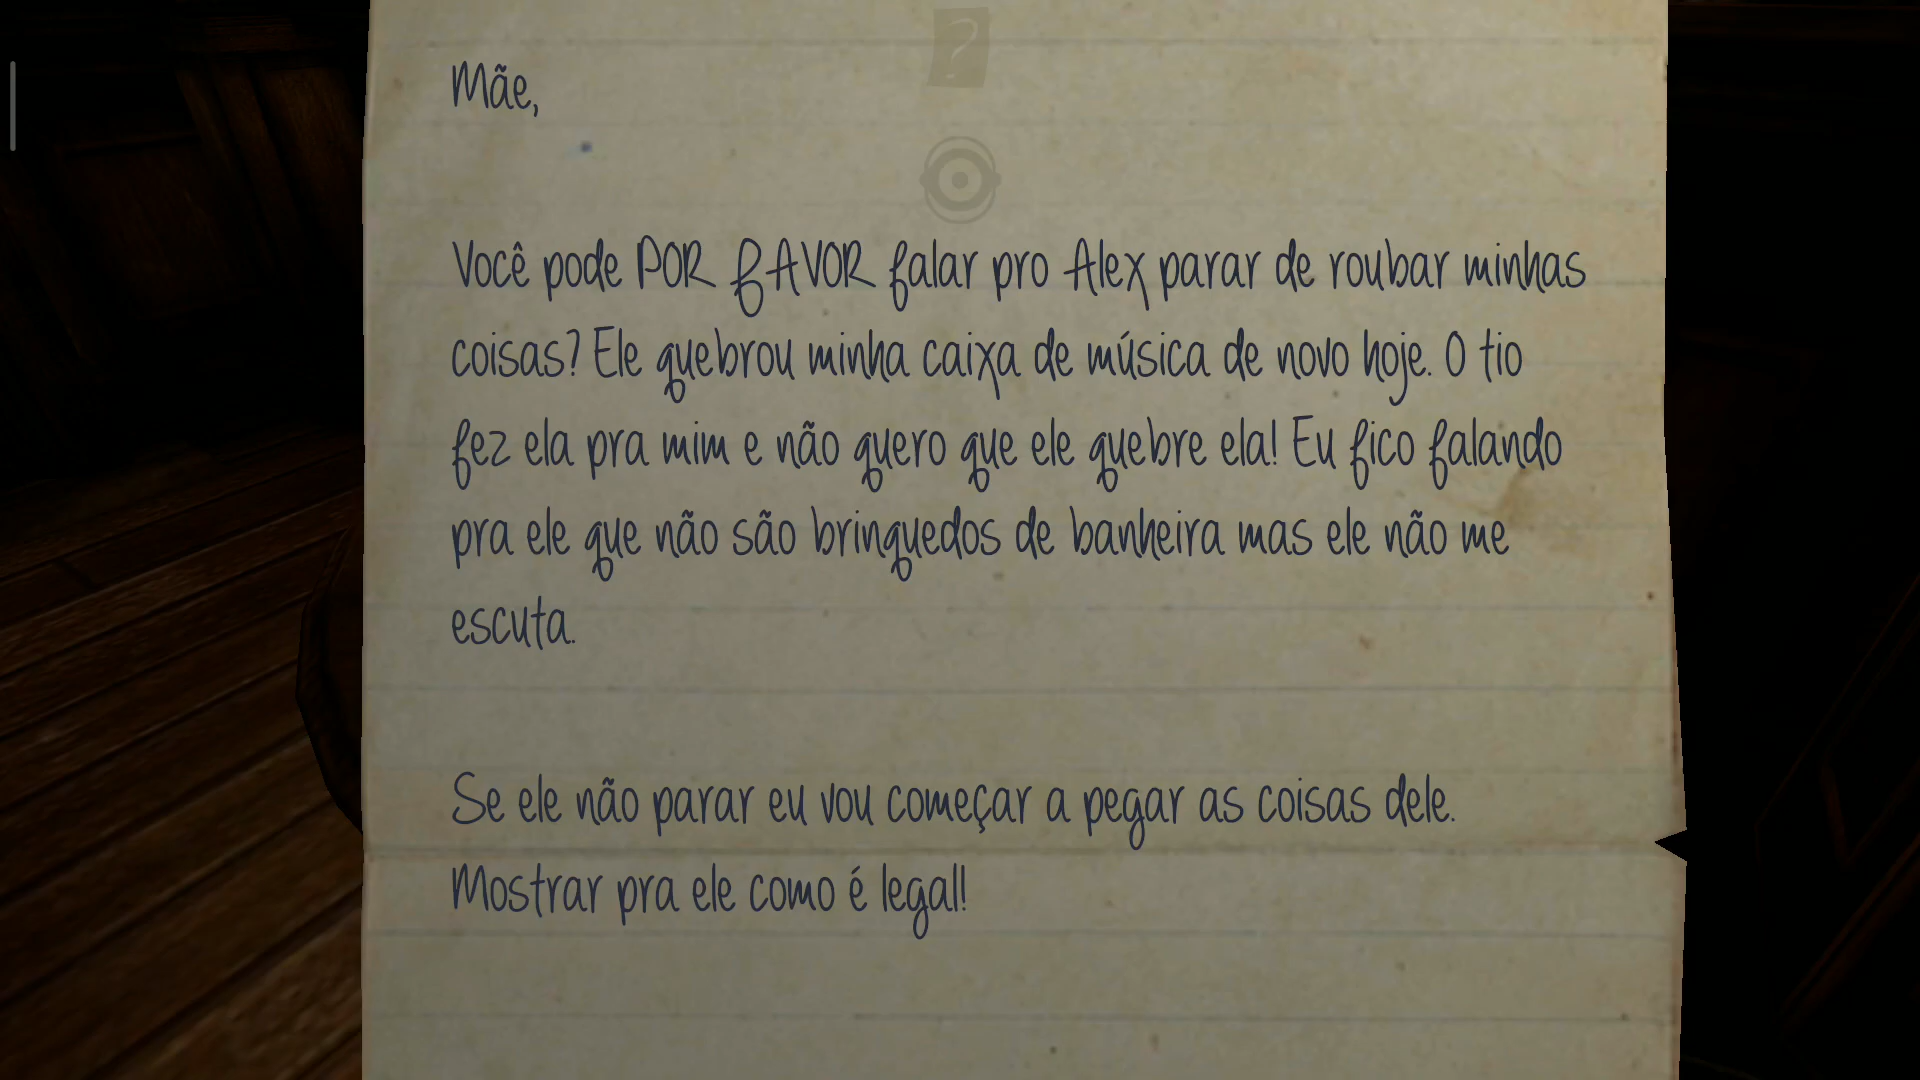 Mãe,
Você pode POR FAVOR falar pro Alex parar de roubar minhas
coisas? Ele quebrou minha caixa de música de novo hoje. O tio
fez ela pra mim e não quero que ele quebre ela! Eu fico falando
pra ele que não são brinquedos de banheira mas ele não me
escuta.
Se ele não parar eu vou começar a pegar as coisas dele.
Mostrar pra ele como é legal!